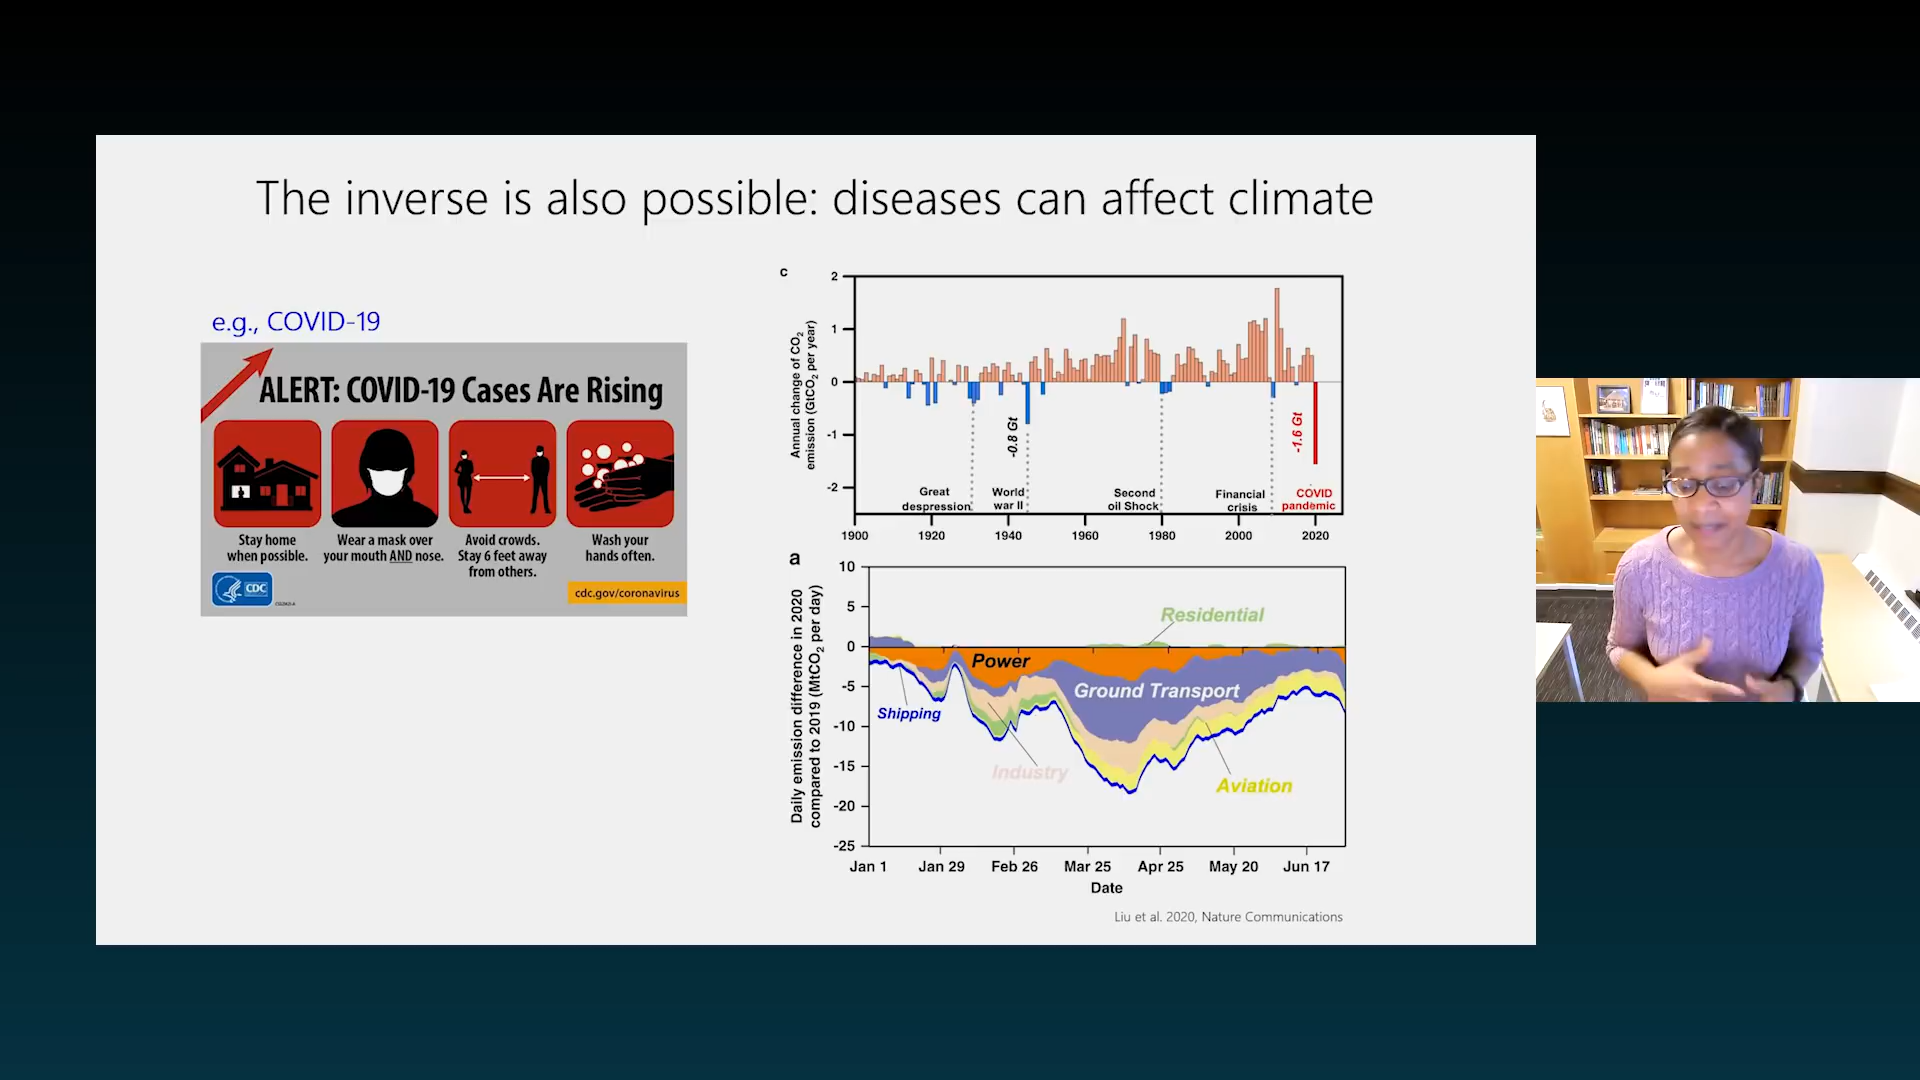 The inverse is also possible: diseases can affect climate
e.g., COVID-19
ALERT: COVID-19 Cases Are Rising
Stay home
when possible.
Wear a mask over
your mouth AND nose.
Avoid crowds.
Stay 6 feet away
from others.
Wash your
hands often.
CDC
cdc.gov/coronavirus
c
Annual change of CO2
emission (GtCO2 per year)
2
1
0
-1
-2
-0.8 Gt
-1.6 Gt
Great
despression
World
war II
Second
oil Shock
Financial
crisis
COVID
pandemic
1900
1920
1940
1960
1980
2000
2020
a
Daily emission difference in 2020
compared to 2019 (MtCO2 per day)
10
5
0
-5
-10
-15
-20
-25
Residential
Power
Ground Transport
Shipping
Industry
Aviation
Jan 1
Jan 29
Feb 26
Mar 25
Apr 25
May 20
Jun 17
Date
Liu et al. 2020, Nature Communications